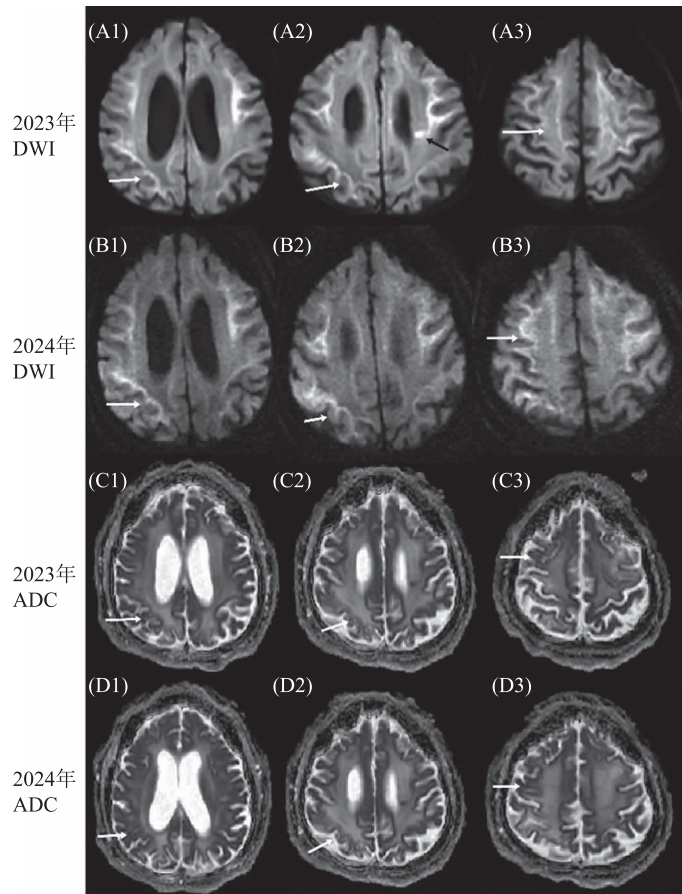 (A1) (A2) (A3)
2023年
DWI
(B1) (B2) (B3)
2024年
DWI
(C1) (C2) (C3)
2023年
ADC
(D1) (D2) (D3)
2024年
ADC